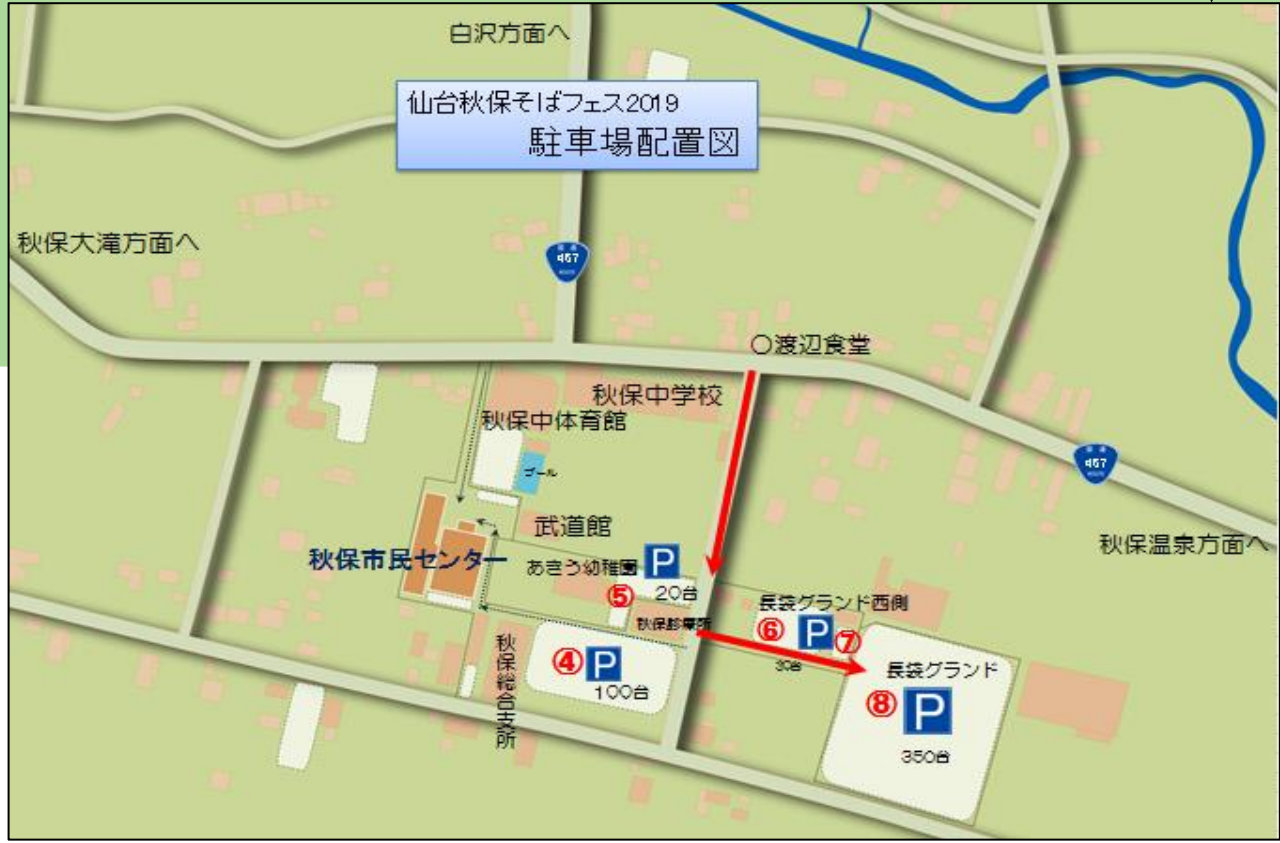 白沢方面へ
仙台秋保そばフェス2019
駐車場配置図
秋保大滝方面へ
457
○渡辺食堂
秋保中学校
秋保中体育館
プール
457
武道館
秋保温泉方面へ
秋保市民センター
あきう幼稚園
P
20台
⑤
長袋グランド西側
秋保診療所
⑥
P
⑦
30台
秋保総合支所
④
P
100台
長袋グランド
⑧
P
350台